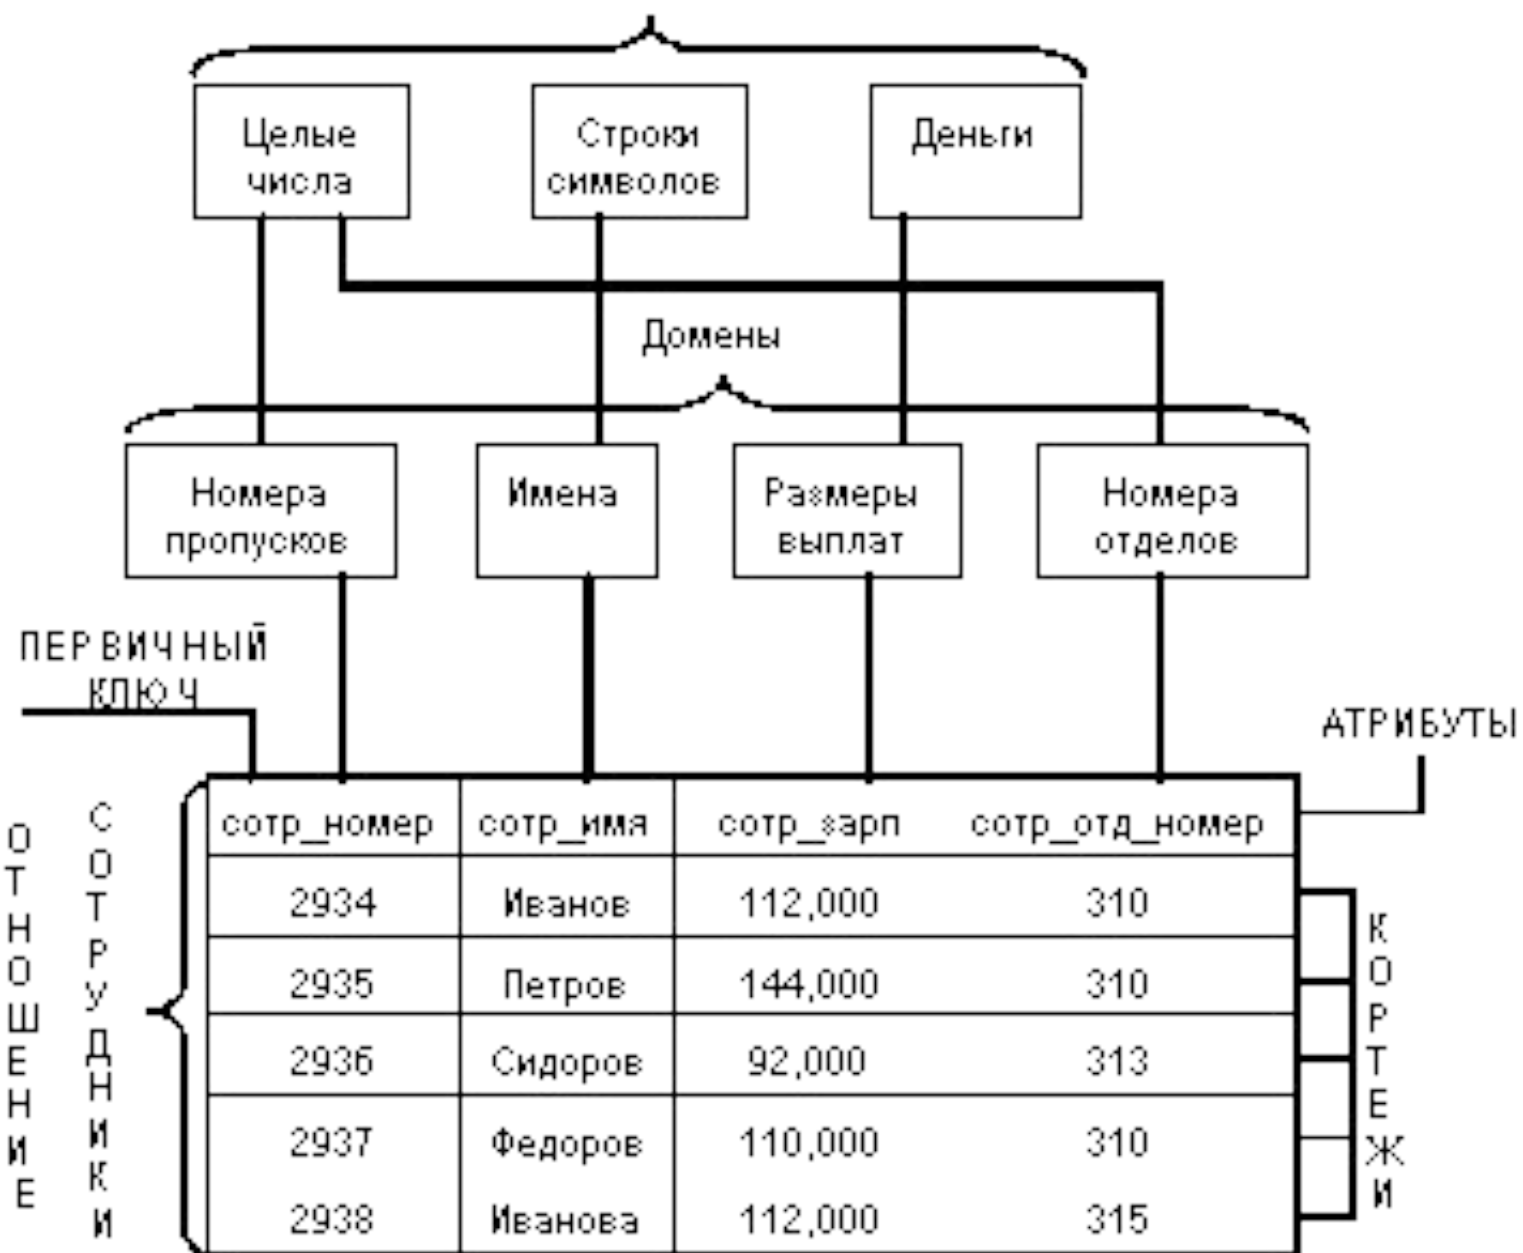 Целые числа
Строки символов
Деньги
Домены
Номера пропусков
Имена
Размеры выплат
Номера отделов
ПЕРВИЧНЫЙ КЛЮЧ
АТРИБУТЫ
ОТНОШЕНИЕ
СОТРУДНИКИ
сотр_номер сотр_имя сотр_зарп сотр_отд_номер
2934 Иванов 112,000 310
2935 Петров 144,000 310
2936 Сидоров 92,000 313
2937 Федоров 110,000 310
2938 Иванова 112,000 315
КОРТЕЖИ